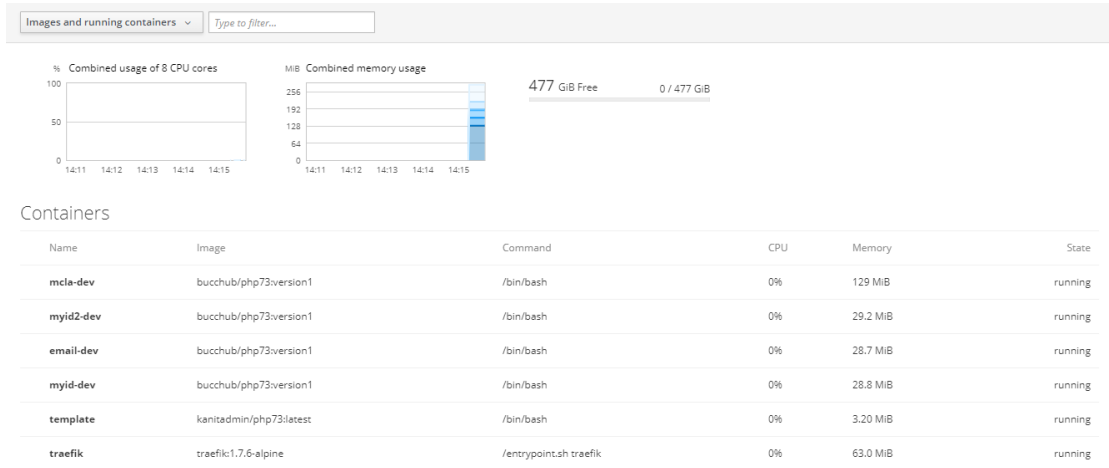 Images and running containers Type to filter...
% Combined usage of 8 CPU cores
100
50
0
14:11 14:12 14:13 14:14 14:15
MiB Combined memory usage
256
192
128
64
0
14:11 14:12 14:13 14:14 14:15
477 GiB Free 0 / 477 GiB
Containers
Name Image Command CPU Memory State
mcla-dev bucchub/php73:version1 /bin/bash 0% 129 MiB running
myid2-dev bucchub/php73:version1 /bin/bash 0% 29.2 MiB running
email-dev bucchub/php73:version1 /bin/bash 0% 28.7 MiB running
myid-dev bucchub/php73:version1 /bin/bash 0% 28.8 MiB running
template kanitadmin/php73:latest /bin/bash 0% 3.20 MiB running
traefik traefik:1.7.6-alpine /entrypoint.sh traefik 0% 63.0 MiB running